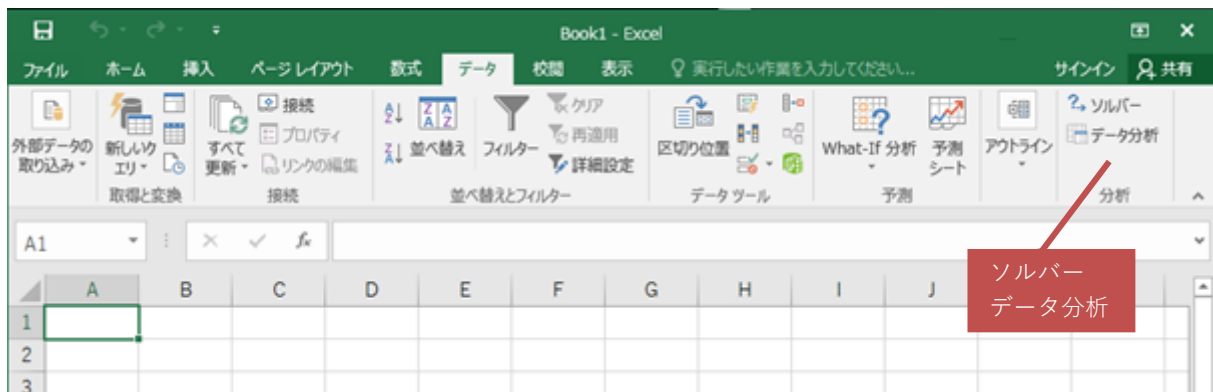 Book1 - Excel
ファイル ホーム 挿入 ページ レイアウト 数式 データ 校閲 表示 実行したい作業を入力してください... サインイン 共有
外部データの
取り込み
新しいク
エリ
取得と変換
すべて
更新
接続
プロパティ
リンクの編集
接続
並べ替え
フィルター
クリア
再適用
詳細設定
並べ替えとフィルター
区切り位置
データ ツール
What-If 分析
予測
シート
予測
アウトライン
ソルバー
データ分析
分析
A1
fx
ソルバー
データ分析
A B C D E F G H I J
1
2
3